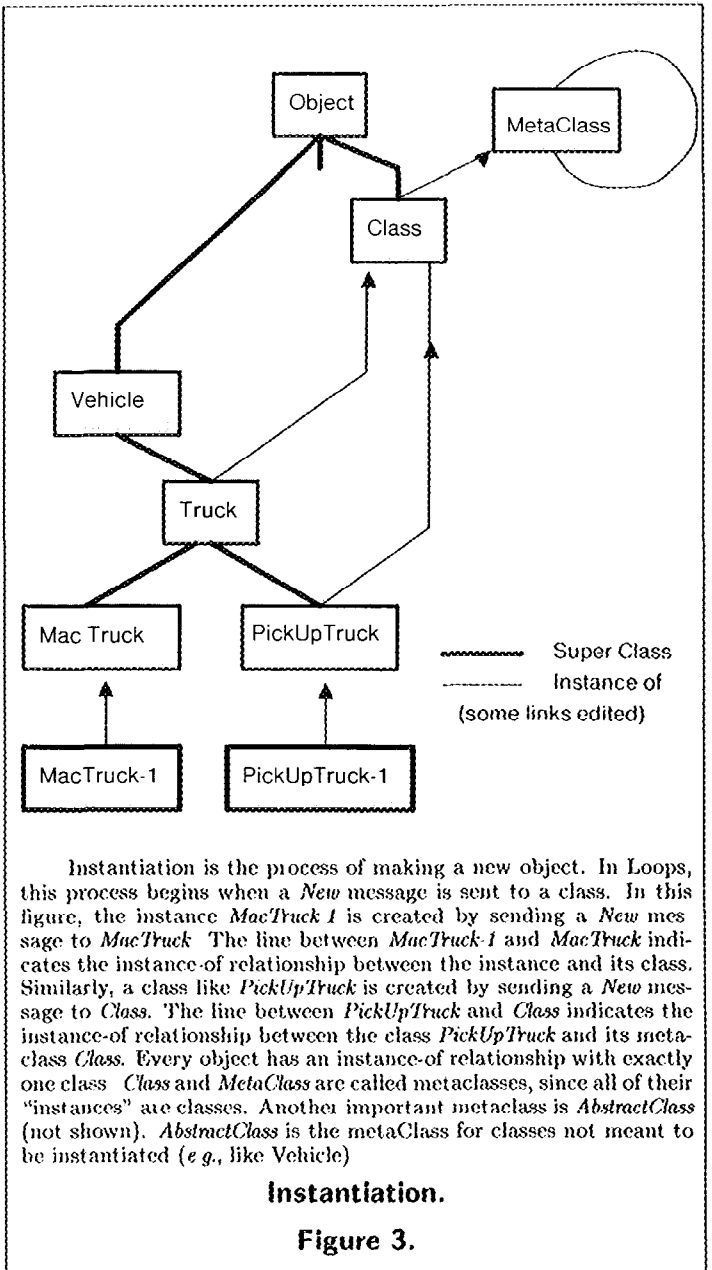 Object
MetaClass
Class
Vehicle
Truck
Mac Truck
PickUpTruck
Super Class
Instance of
(some links edited)
MacTruck-1
PickUpTruck-1
Instantiation is the process of making a new object. In Loops,
this process begins when a New message is sent to a class. In this
figure, the instance MacTruck 1 is created by sending a New mes
sage to MacTruck The line between MacTruck-1 and MacTruck indi-
cates the instance-of relationship between the instance and its class.
Similarly, a class like PickUpTruck is created by sending a New mes-
sage to Class. The line between PickUpTruck and Class indicates the
instance-of relationship between the class PickUpTruck and its meta-
class Class. Every object has an instance-of relationship with exactly
one class Class and MetaClass are called metaclasses, since all of their
"instances" are classes. Another important metaclass is AbstractClass
(not shown). AbstractClass is the metaClass for classes not meant to
be instantiated (e g., like Vehicle)
Instantiation.
Figure 3.